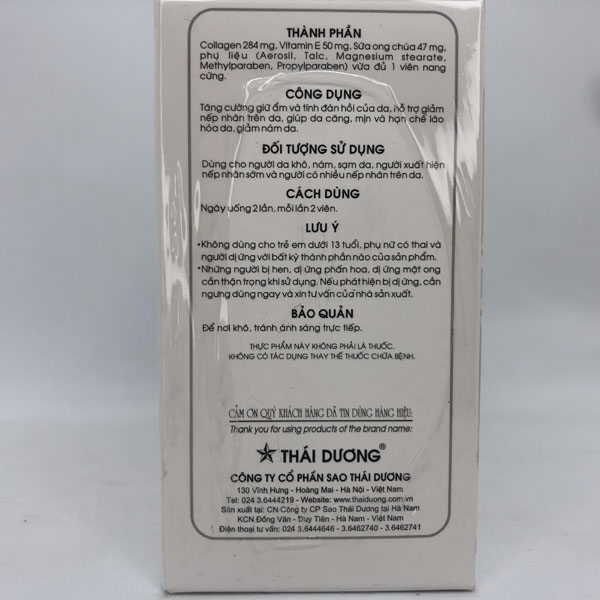 THÀNH PHẦN
Collagen 284 mg, Vitamin E 50 mg, Sữa ong chúa 47 mg,
phụ liệu (Aerosil, Talc, Magnesium stearate,
Methylparaben, Propylparaben) vừa đủ 1 viên nang
cứng.
CÔNG DỤNG
Tăng cường giữ ẩm và tính đàn hồi của da, hỗ trợ giảm
nếp nhăn trên da, giúp da căng, mịn và hạn chế lão
hóa da, giảm nám da.
ĐỐI TƯỢNG SỬ DỤNG
Dùng cho người da khô, nám, sạm da, người xuất hiện
nếp nhăn sớm và người có nhiều nếp nhăn trên da.
CÁCH DÙNG
Ngày uống 2 lần, mỗi lần 2 viên.
LƯU Ý
•Không dùng cho trẻ em dưới 13 tuổi, phụ nữ có thai và
người dị ứng với bất kỳ thành phần nào của sản phẩm.
•Những người bị hen, dị ứng phấn hoa, dị ứng mật ong
cần thận trọng khi sử dụng. Nếu phát hiện bị dị ứng, cần
ngưng dùng ngay và xin tư vấn của nhà sản xuất.
BẢO QUẢN
Để nơi khô, tránh ánh sáng trực tiếp.
THỰC PHẨM NÀY KHÔNG PHẢI LÀ THUỐC,
KHÔNG CÓ TÁC DỤNG THAY THẾ THUỐC CHỮA BỆNH.
CẢM ƠN QUÝ KHÁCH HÀNG ĐÃ TIN DÙNG HÀNG HIỆU:
Thank you for using products of the brand name:
THÁI DƯƠNG®
CÔNG TY CỔ PHẦN SAO THÁI DƯƠNG
130 Vĩnh Hưng - Hoàng Mai - Hà Nội - Việt Nam
Tel: 024 3.6444219 - Website: www.thaiduong.com.vn
Sản xuất tại: CN Công ty CP Sao Thái Dương tại Hà Nam
KCN Đồng Văn - Duy Tiên - Hà Nam - Việt Nam
Điện thoại tư vấn: 024 3.6444646 - 3.6462740 - 3.6462741